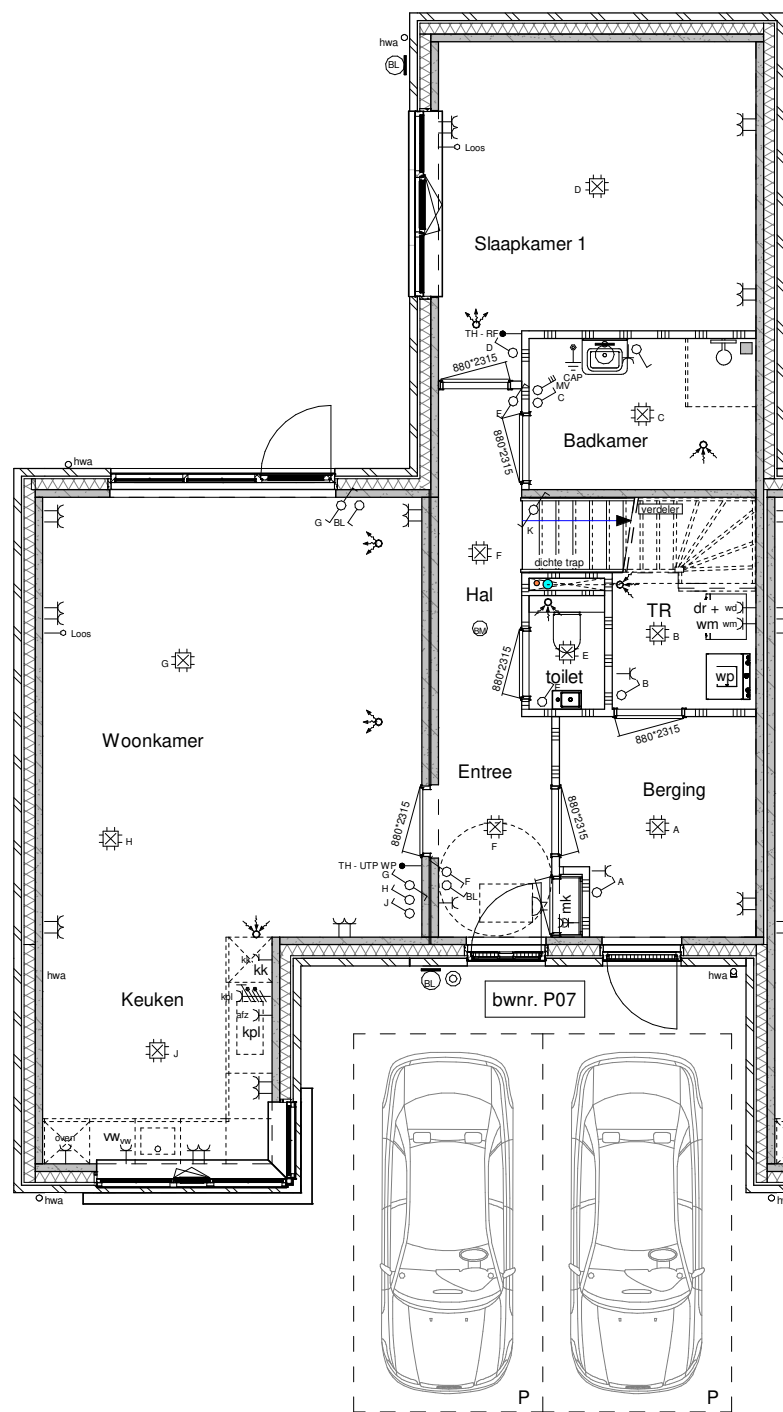 hwa
BL
Loos
D
Slaapkamer 1
TH - RF
D
880*2315
CAP
MV
C
F
C
Badkamer
880*2315
hwa
G BL
K
verdeler
dichte trap
F
Hal
TR
dr + wd
wm wm
Loos
BM
B
G
E
toilet
880*2315
wp
F
B
880*2315
Woonkamer
Entree
Berging
880*2315
880*2315
H
F
A
TH - UTP WP
G
F
H
BL
J
A
mk
kk
kk
hwa
BL
hwa
Keuken
kpl
bwnr. P07
afz
kpl
J
oven
vw vw
hwa
hw
P
P